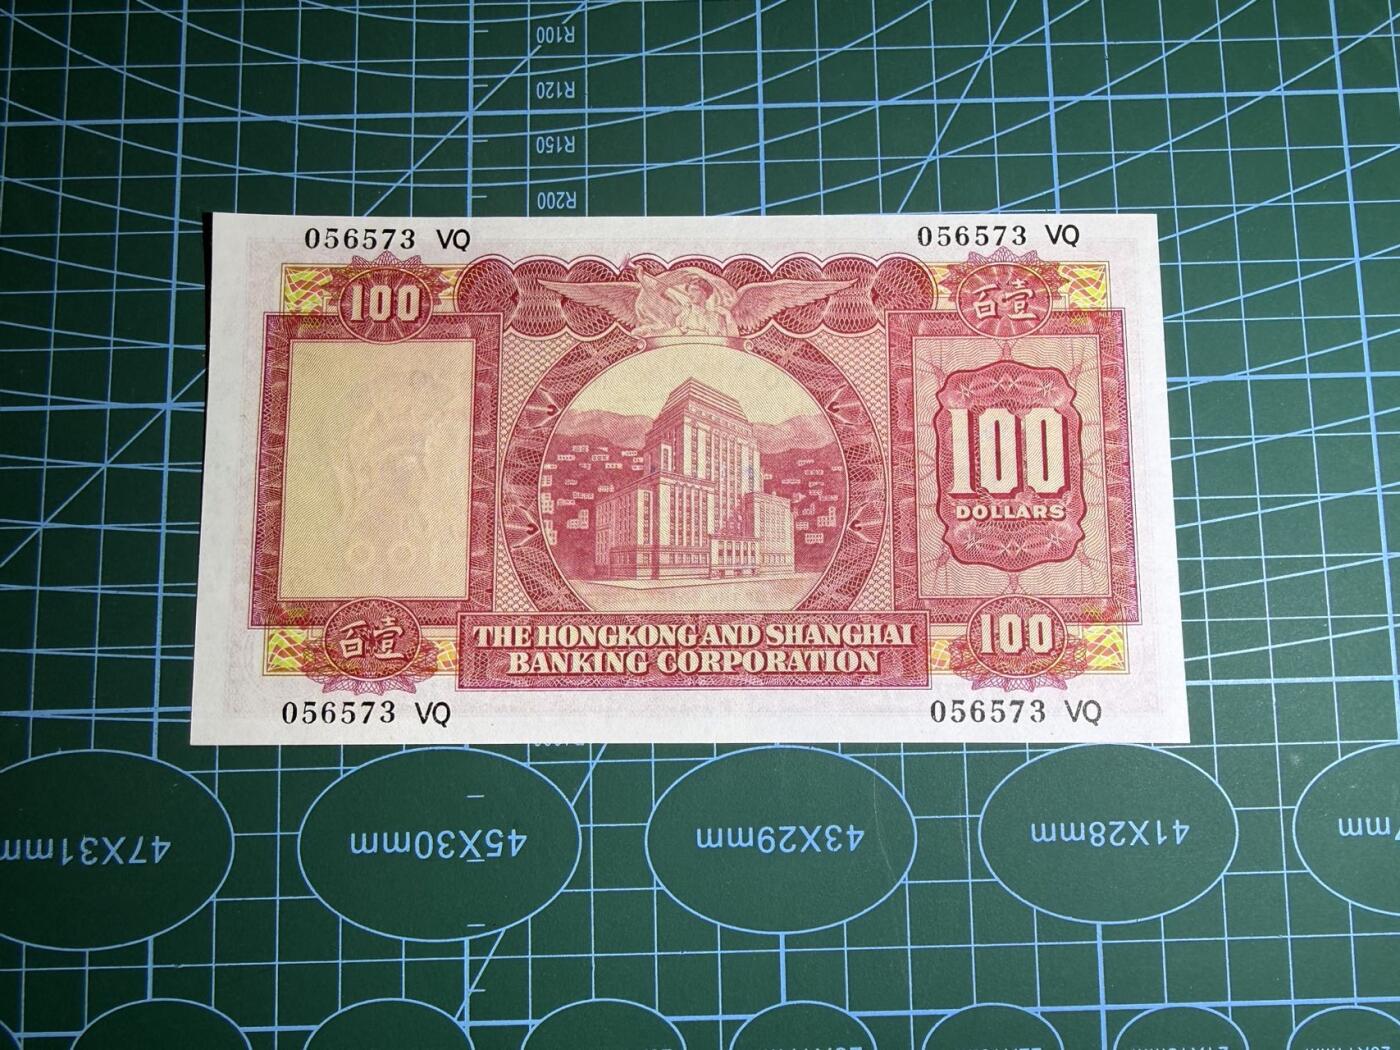 R100
R120
R150
R200
056573 VQ
056573 VQ
100
百壹
100
DOLLARS
百壹
THE HONGKONG AND SHANGHAI
BANKING CORPORATION
100
056573 VQ
056573 VQ
47X31mm
45X30mm
43X29mm
41X28mm